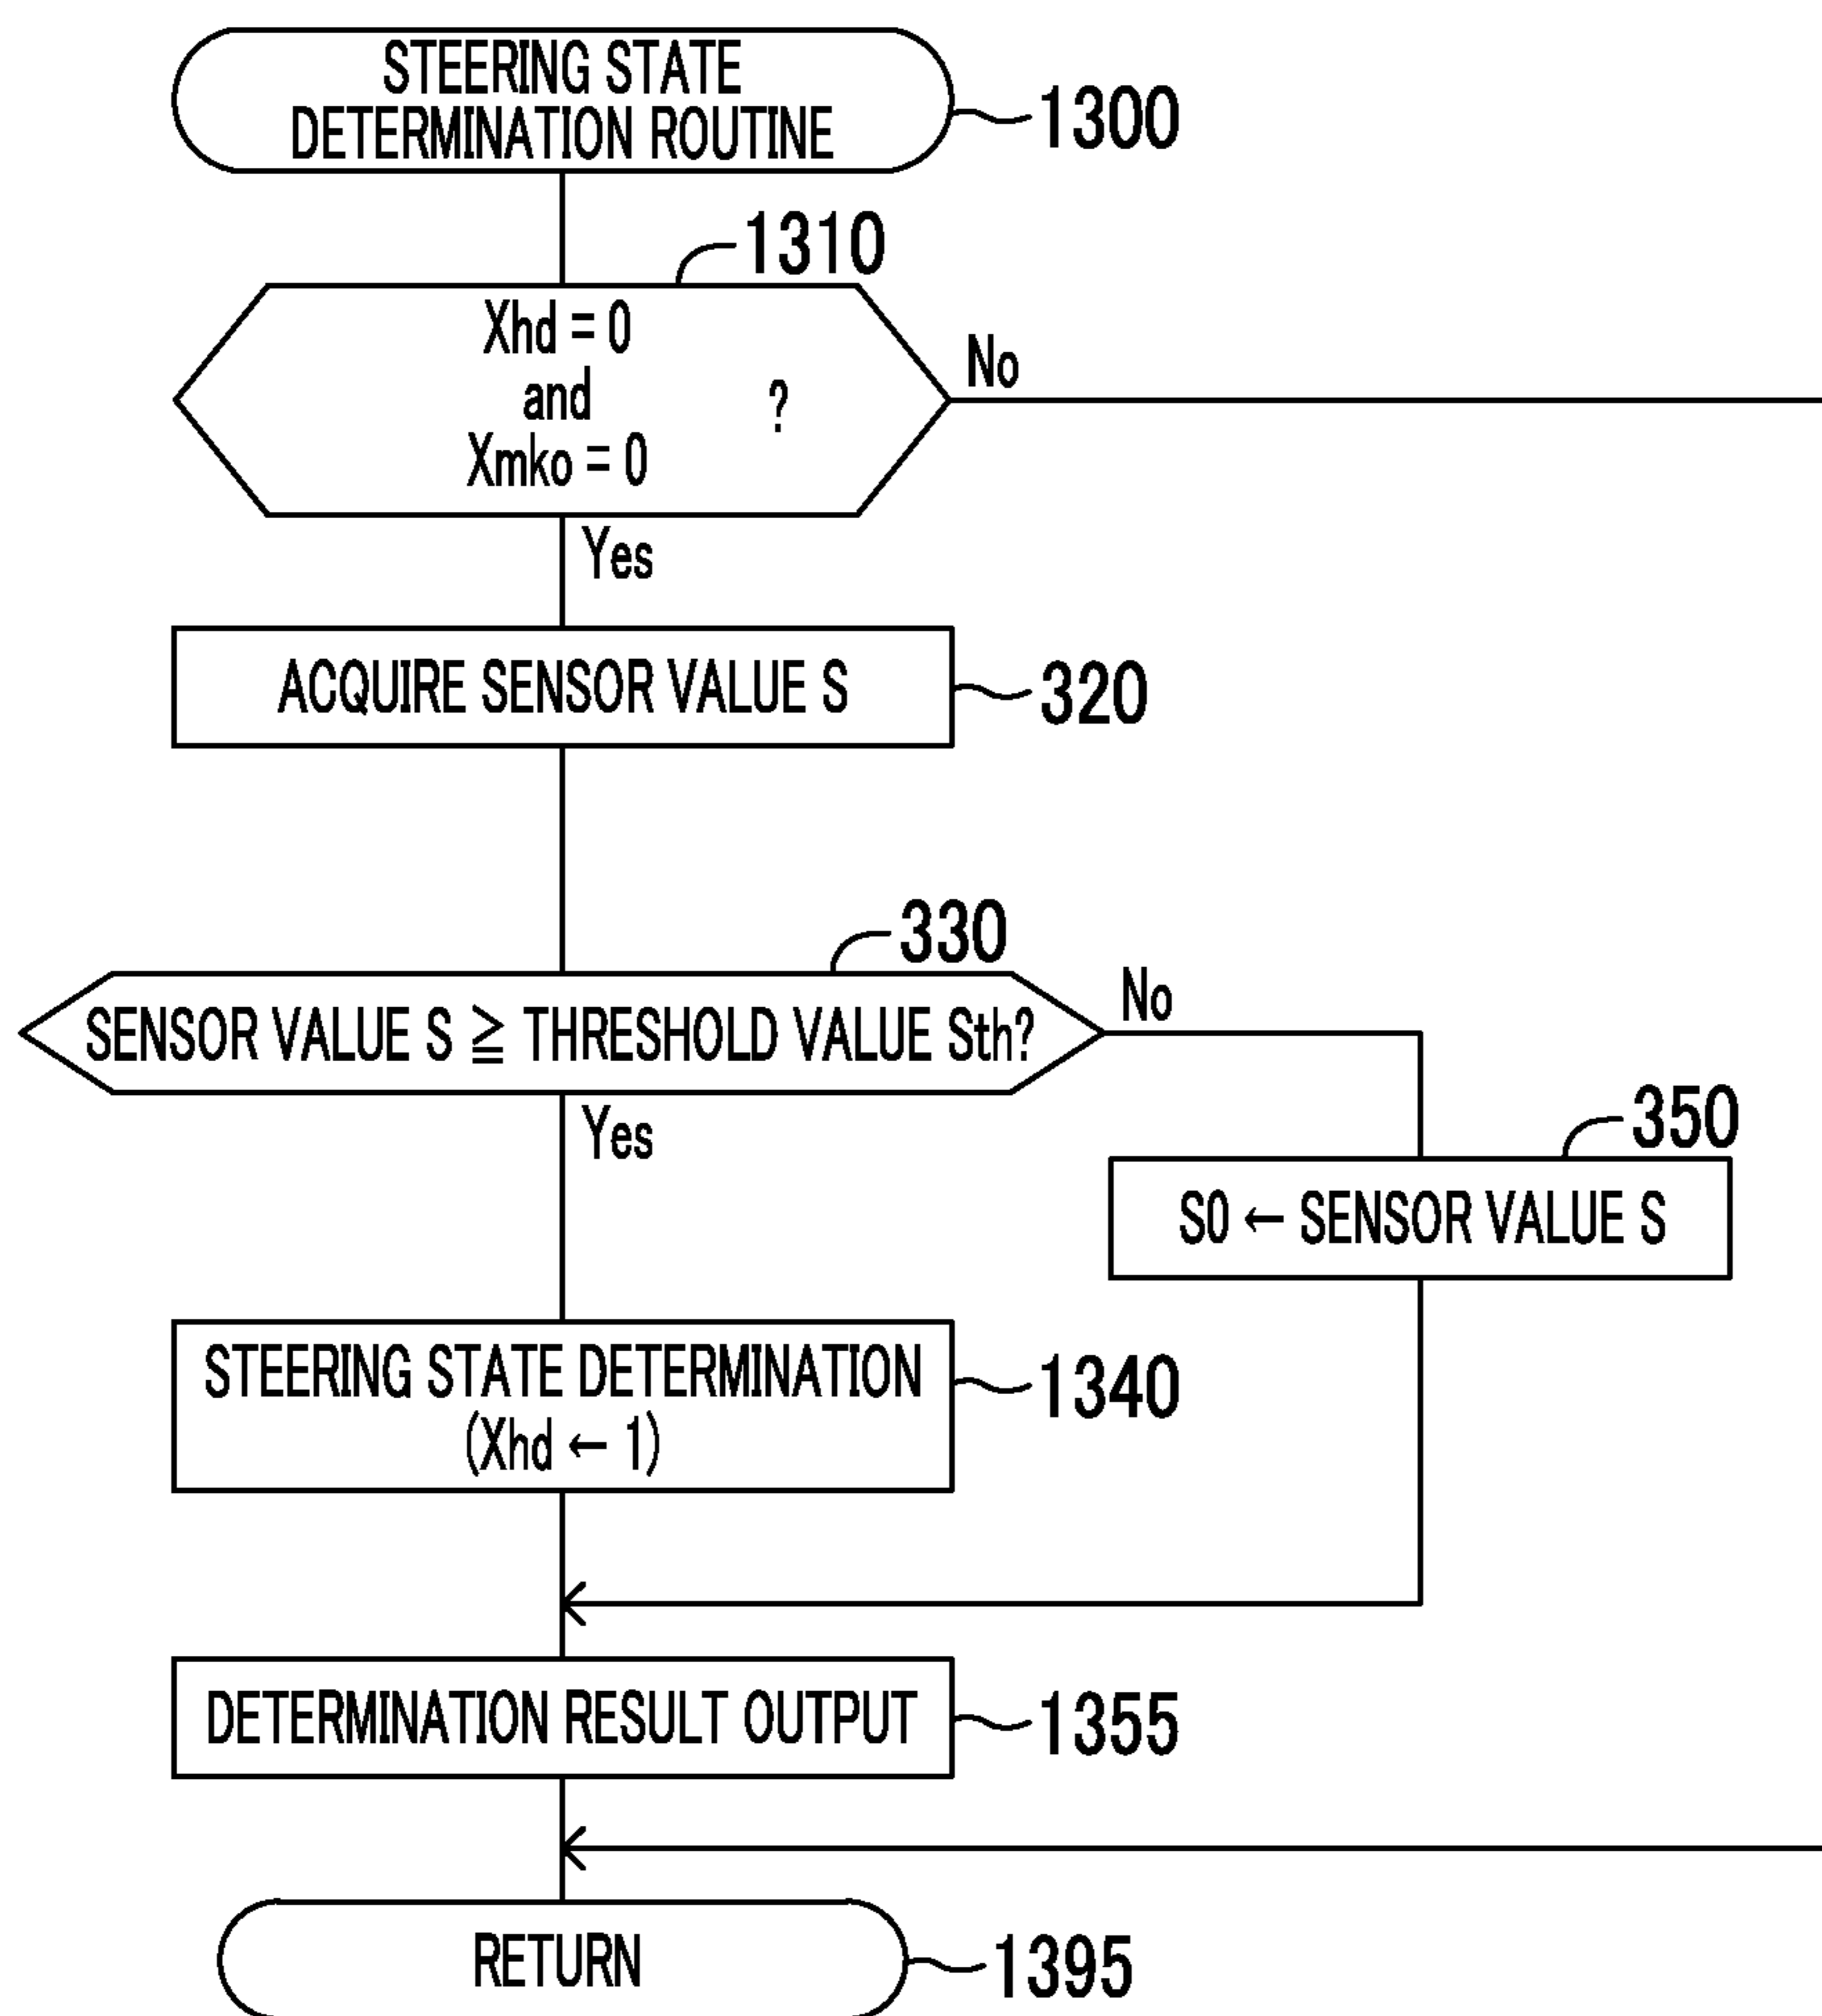 STEERING STATE
DETERMINATION ROUTINE
1300
1310
Xhd = 0
and
?
Xmko = 0
No
Yes
ACQUIRE SENSOR VALUE S
320
330
SENSOR VALUE S ≧ THRESHOLD VALUE Sth?
No
Yes
350
S0 ← SENSOR VALUE S
STEERING STATE DETERMINATION
(Xhd ← 1)
1340
DETERMINATION RESULT OUTPUT
1355
RETURN
1395